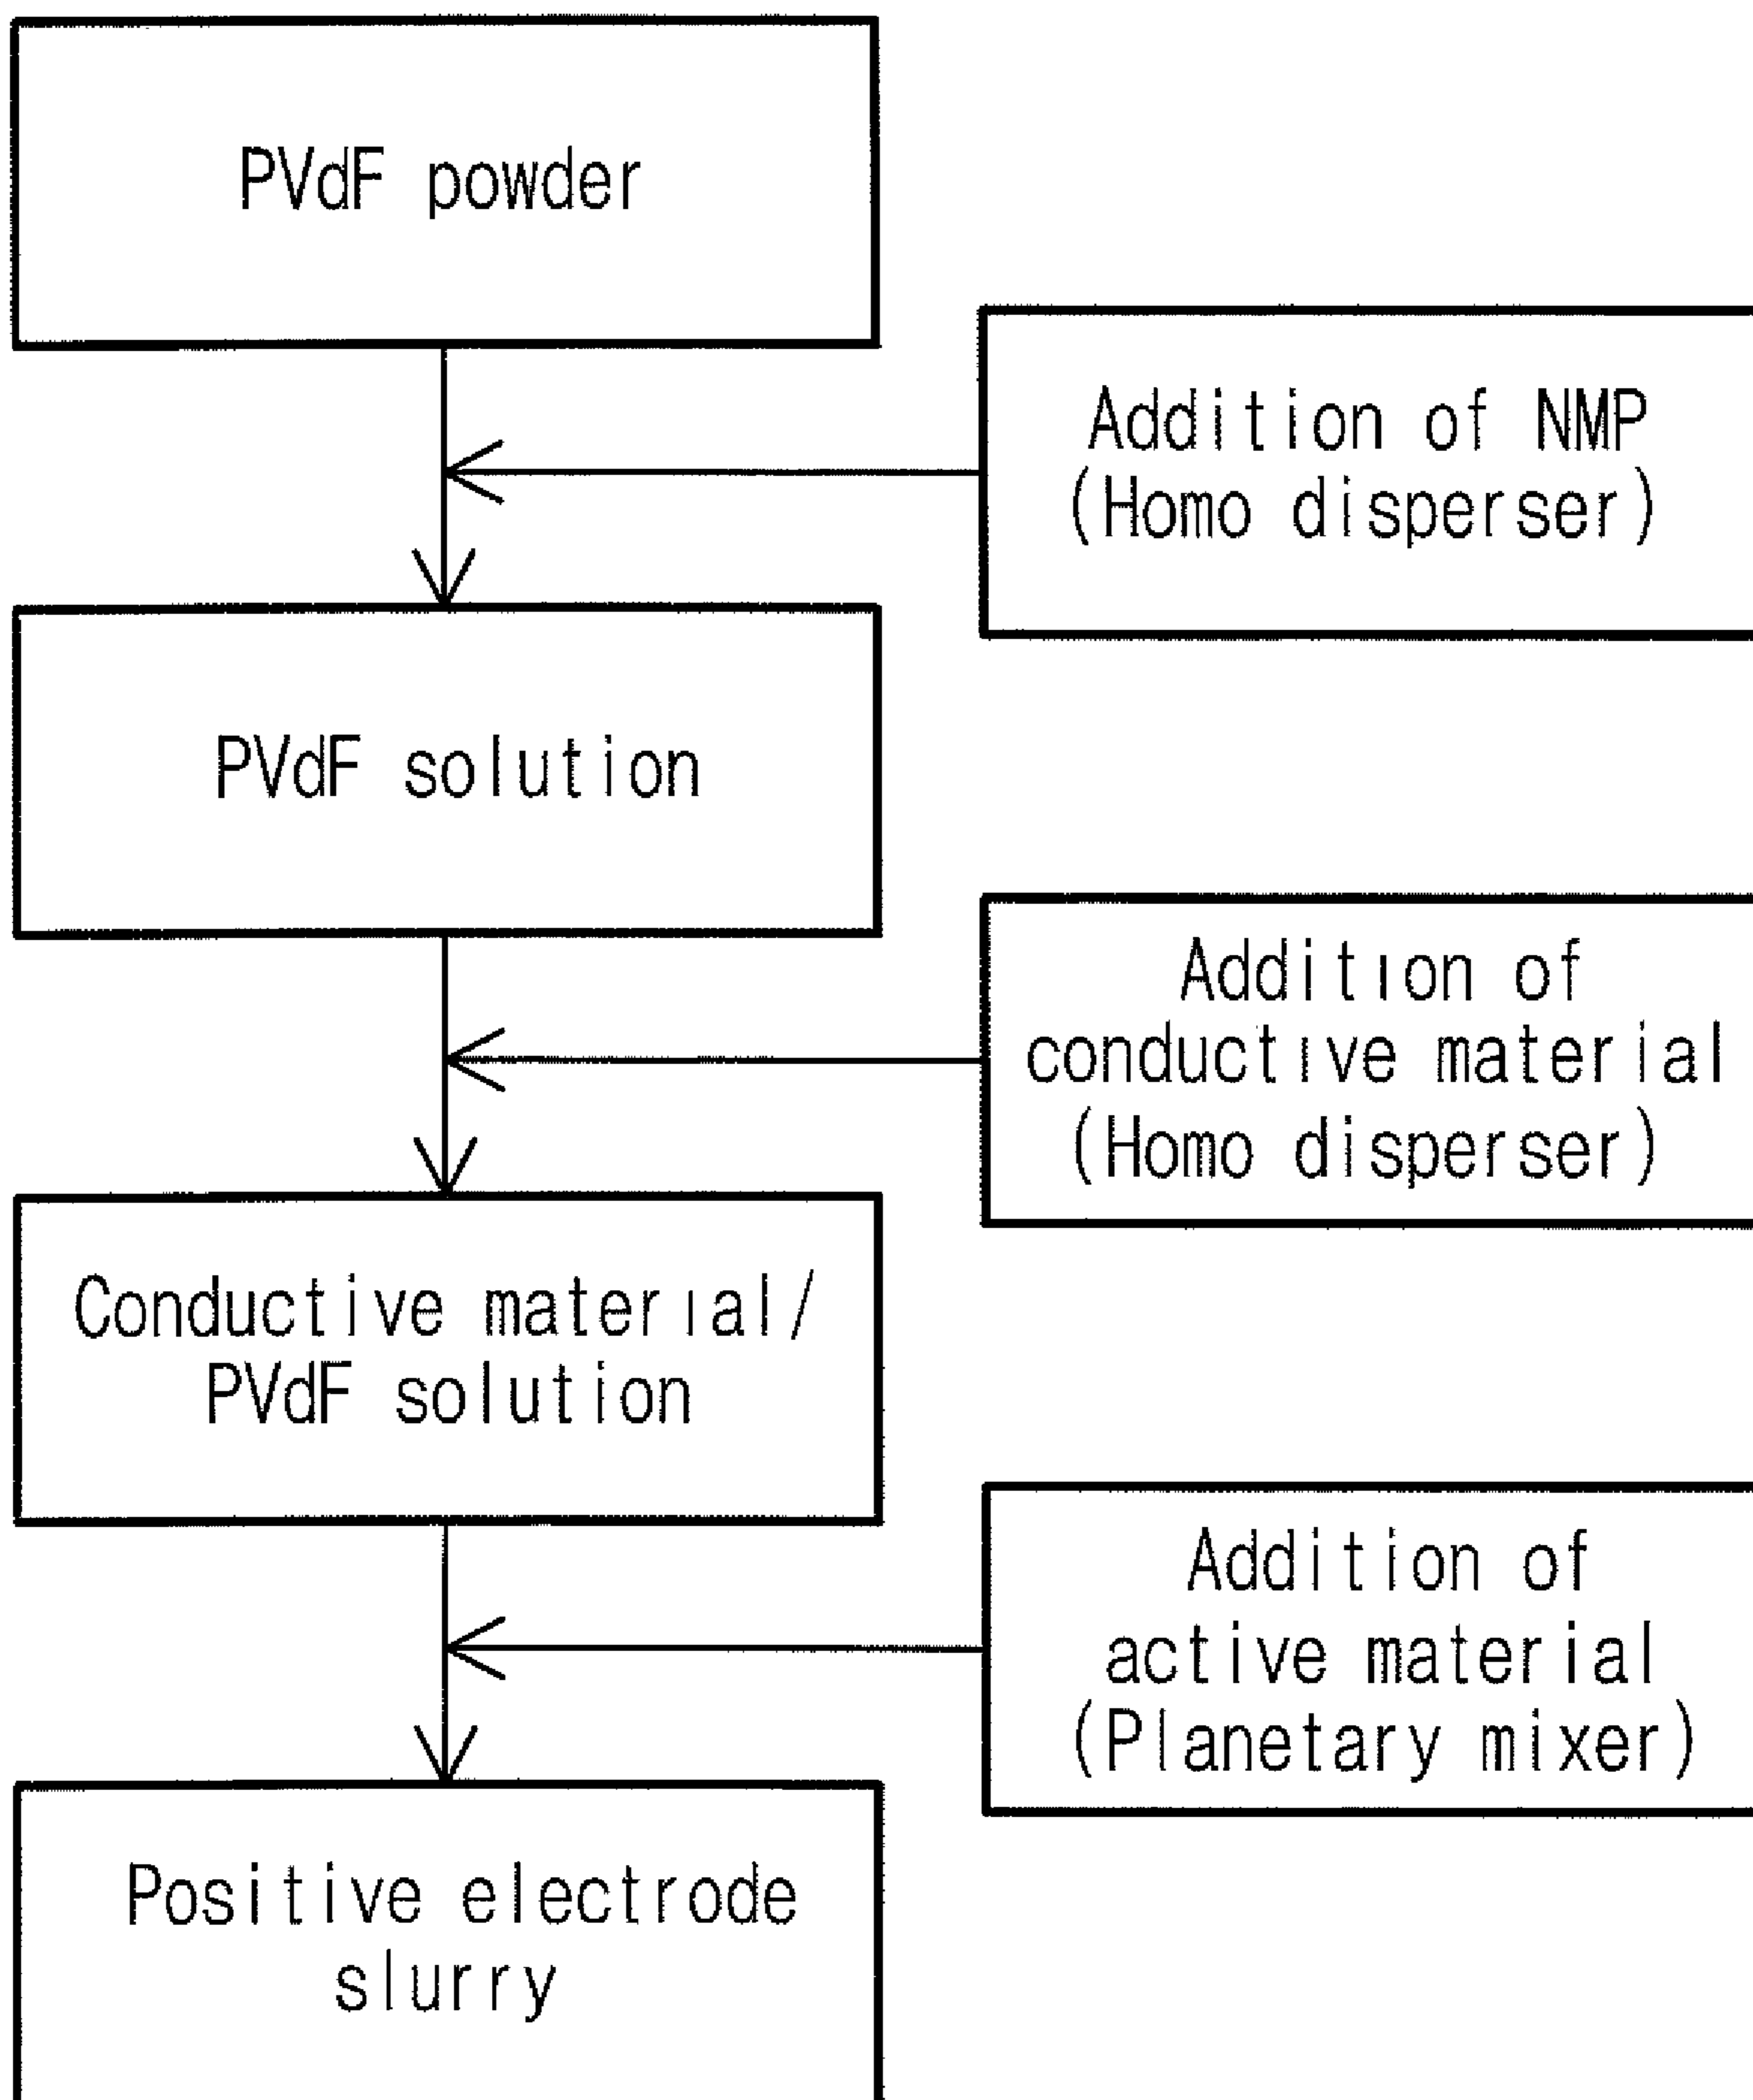 PVdF powder
Addition of NMP
(Homo disperser)
PVdF solution
Addition of
conductive material
(Homo disperser)
Conductive material/
PVdF solution
Addition of
active material
(Planetary mixer)
Positive electrode
slurry